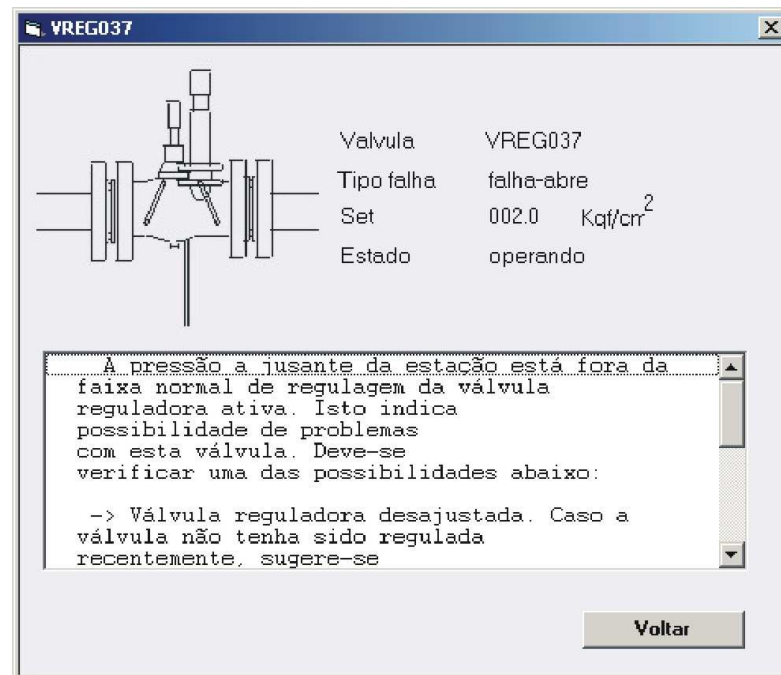 VREG037
Valvula VREG037
Tipo falha falha-abre
Set 002.0 Kgf/cm2
Estado operando
A pressão a jusante da estação está fora da
faixa normal de regulagem da válvula
reguladora ativa. Isto indica
possibilidade de problemas
com esta válvula. Deve-se
verificar uma das possibilidades abaixo:
-> Válvula reguladora desajustada. Caso a
válvula não tenha sido regulada
recentemente, sugere-se
Voltar